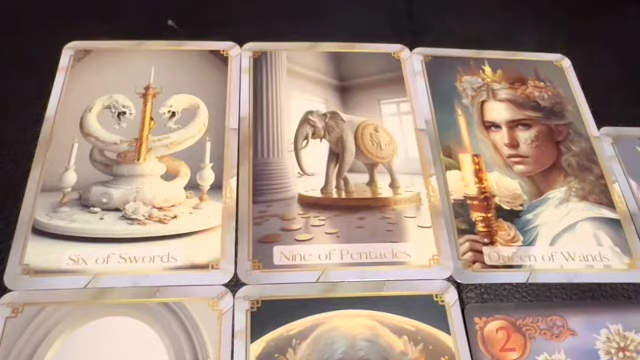 Six of Swords
Nine of Pentacles
Queen of Wands
2